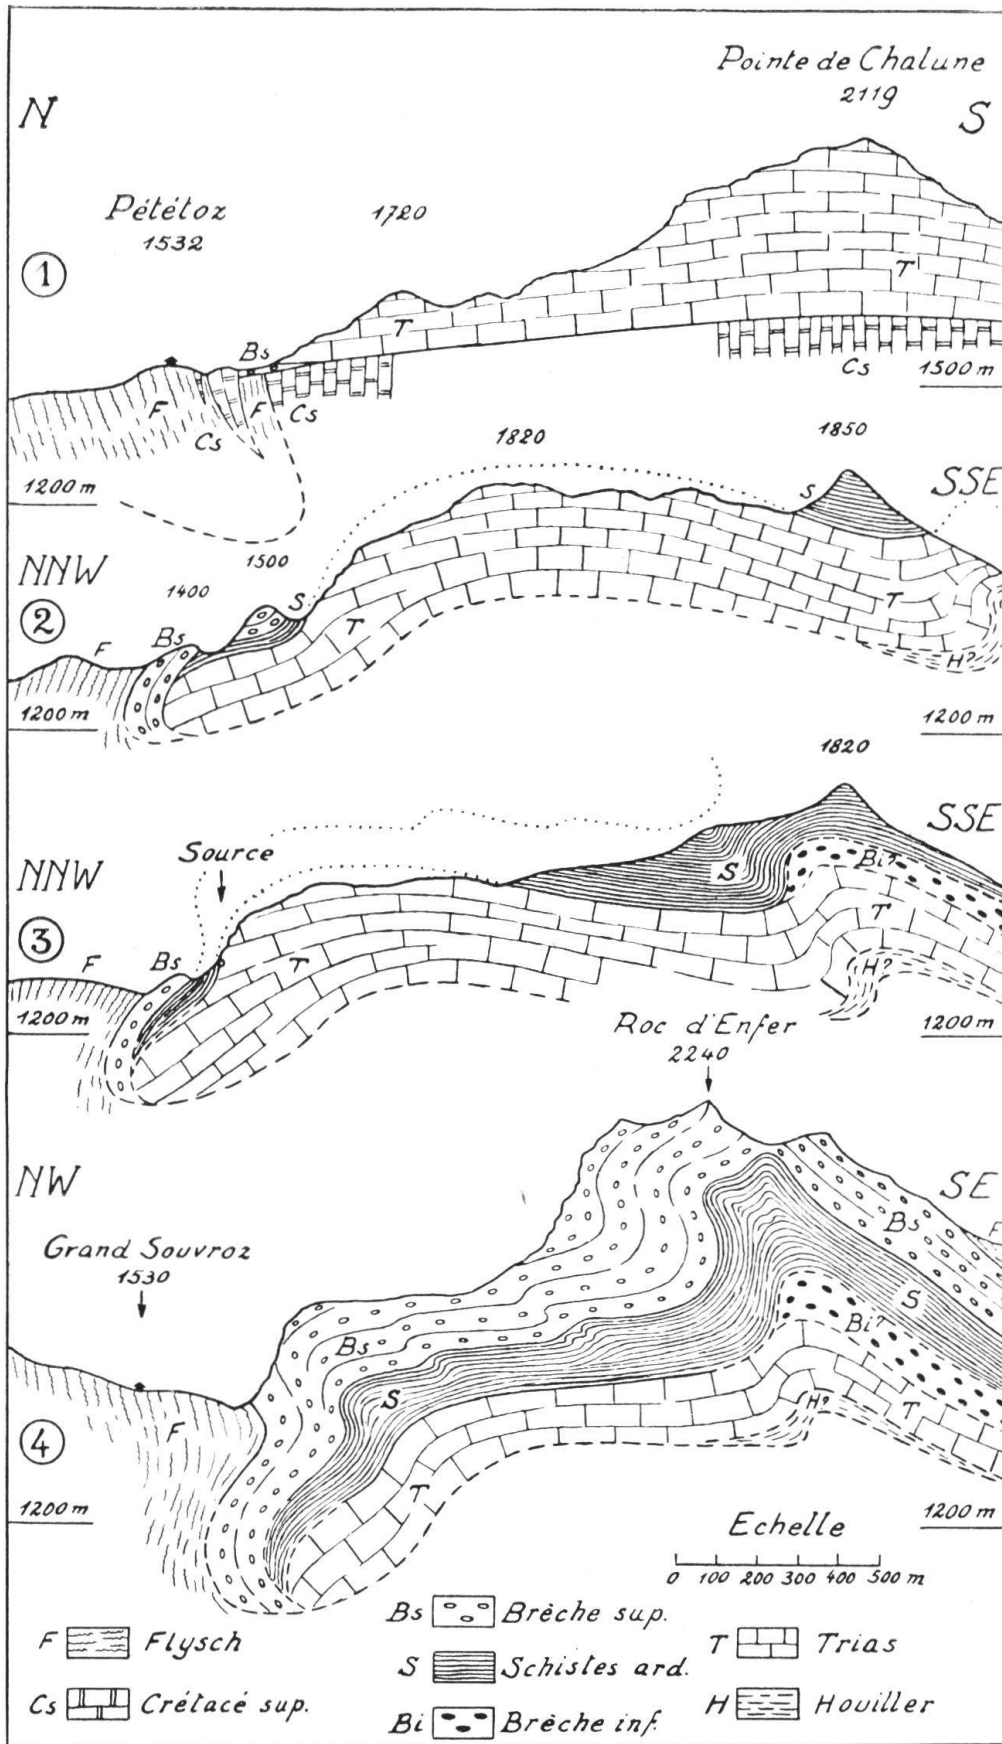 Pointe de Chalune
2119
N
S
Pététoz
1532
1720
1
T
T
Bs
F
Cs
F
Cs
Cs
1500 m
1200 m
1820
1850
S
SSE
NNW
1500
1400
2
S
F
Bs
T
T
H?
1200 m
1200 m
1820
SSE
NNW
Source
S
Bi?
3
F
Bs
T
T
H?
1200 m
1200 m
Roc d'Enfer
2240
NW
SE
Bs
F
Grand Souvroz
1530
S
Bs
Bi?
S
H?
F
4
T
T
1200 m
1200 m
Echelle
0 100 200 300 400 500 m
Bs Brèche sup.
F Flysch
T Trias
S Schistes ard.
Cs Crétacé sup.
H Houiller
Bi Brèche inf.